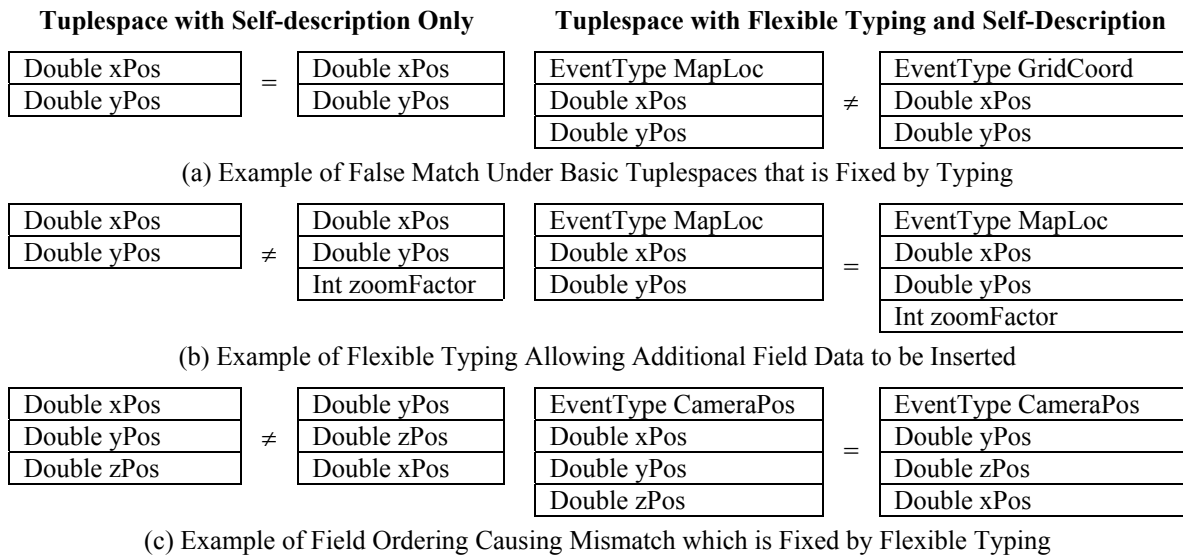 Tuplespace with Self-description Only Tuplespace with Flexible Typing and Self-Description
Double xPos Double xPos EventType MapLoc EventType GridCoord
Double yPos = Double yPos Double xPos ≠ Double xPos
Double yPos Double yPos
(a) Example of False Match Under Basic Tuplespaces that is Fixed by Typing
Double xPos Double xPos EventType MapLoc EventType MapLoc
Double yPos ≠ Double yPos Double xPos Double xPos
Int zoomFactor Double yPos = Double yPos
Int zoomFactor
(b) Example of Flexible Typing Allowing Additional Field Data to be Inserted
Double xPos Double yPos EventType CameraPos EventType CameraPos
Double yPos ≠ Double zPos Double xPos Double yPos
Double zPos Double xPos Double yPos = Double zPos
Double zPos Double xPos
(c) Example of Field Ordering Causing Mismatch which is Fixed by Flexible Typing